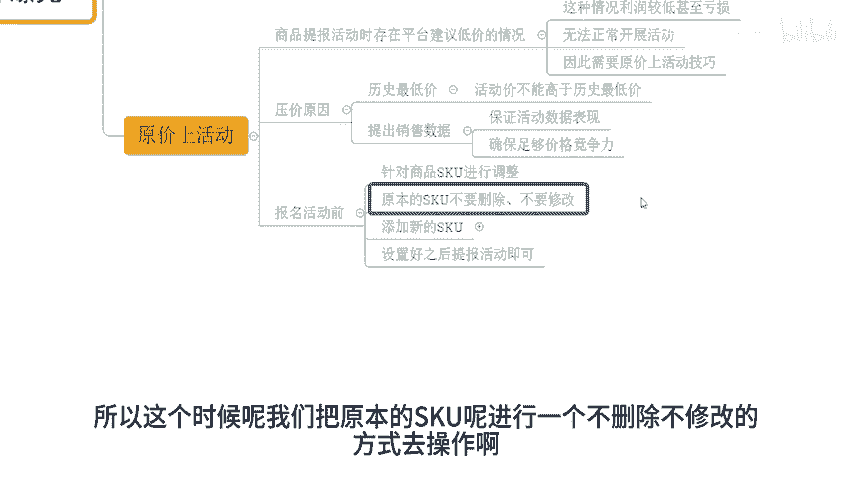 这种情况利润较低甚至亏损
商品提报活动时存在平台建议低价的情况
无法正常开展活动
因此需要原价上活动技巧
历史最低价
活动价不能高于历史最低价
压价原因
保证活动数据表现
提出销售数据
确保足够价格竞争力
原价上活动
针对商品SKU进行调整
原本的SKU不要删除、不要修改
报名活动前
添加新的SKU
设置好之后提报活动即可
所以这个时候呢我们把原本的SKU呢进行一个不删除不修改的
方式去操作啊